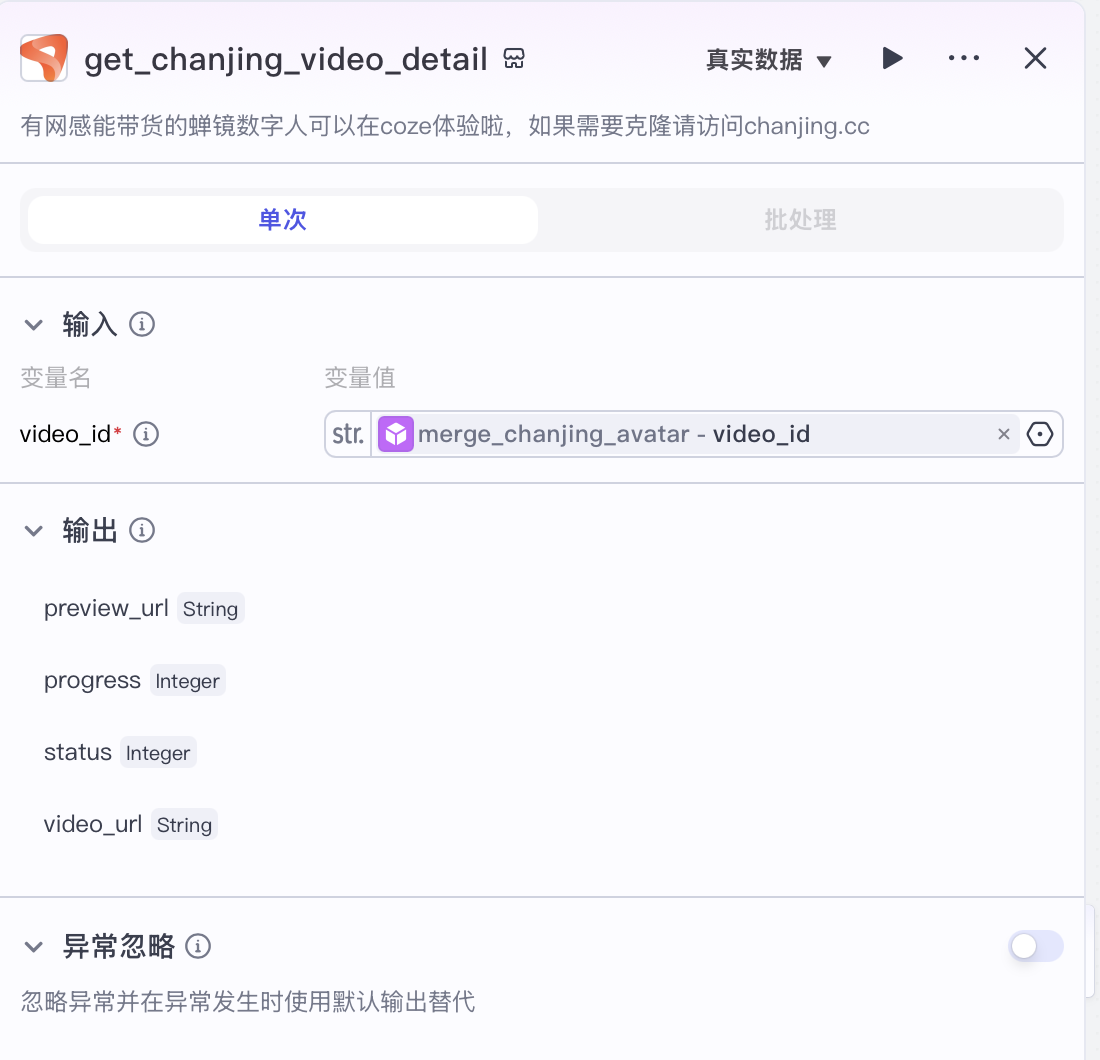 get_chanjing_video_detail 真实数据
有网感能带货的蝉镜数字人可以在coze体验啦，如果需要克隆请访问chanjing.cc
单次 批处理
输入
变量名 变量值
video_id* str. merge_chanjing_avatar - video_id
输出
preview_url String
progress Integer
status Integer
video_url String
异常忽略
忽略异常并在异常发生时使用默认输出替代